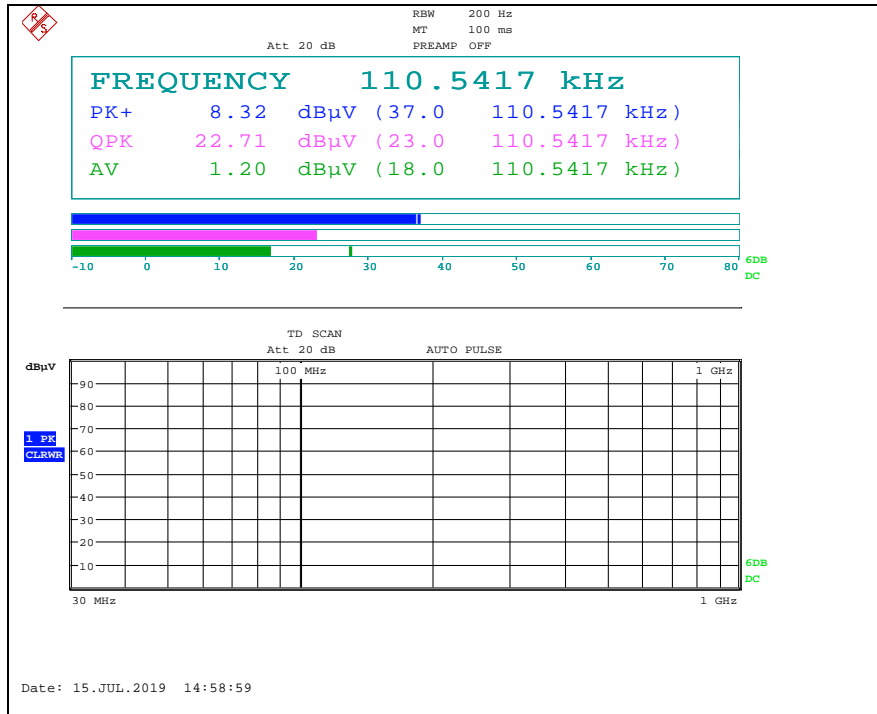 R
S
RBW 200 Hz
MT 100 ms
Att 20 dB PREAMP OFF
FREQUENCY 110.5417 kHz
PK+ 8.32 dBµV (37.0 110.5417 kHz)
QPK 22.71 dBµV (23.0 110.5417 kHz)
AV 1.20 dBµV (18.0 110.5417 kHz)
-10 0 10 20 30 40 50 60 70 80
6DB
DC
TD SCAN
Att 20 dB AUTO PULSE
dBµV
100 MHz 1 GHz
90
80
70
1 PK
CLRWR
60
50
40
30
20
10
6DB
DC
30 MHz 1 GHz
Date: 15.JUL.2019 14:58:59